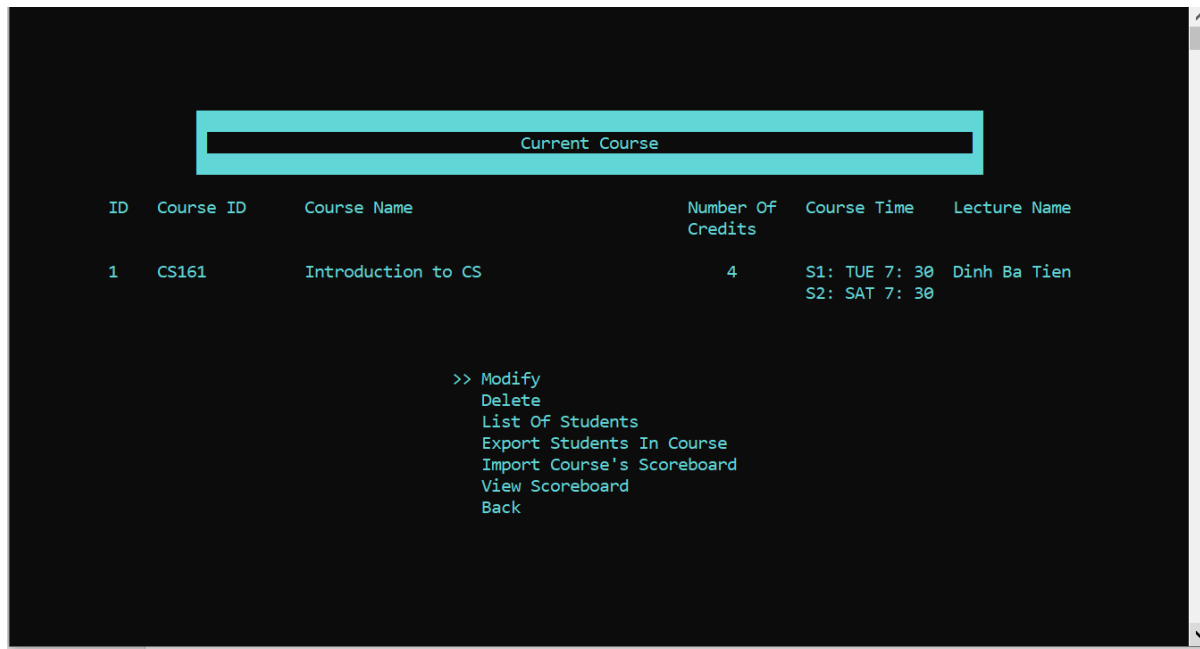 Current Course
ID Course ID Course Name Number Of Course Time Lecture Name
Credits
1 CS161 Introduction to CS 4 S1: TUE 7: 30 Dinh Ba Tien
S2: SAT 7: 30
>> Modify
Delete
List Of Students
Export Students In Course
Import Course's Scoreboard
View Scoreboard
Back